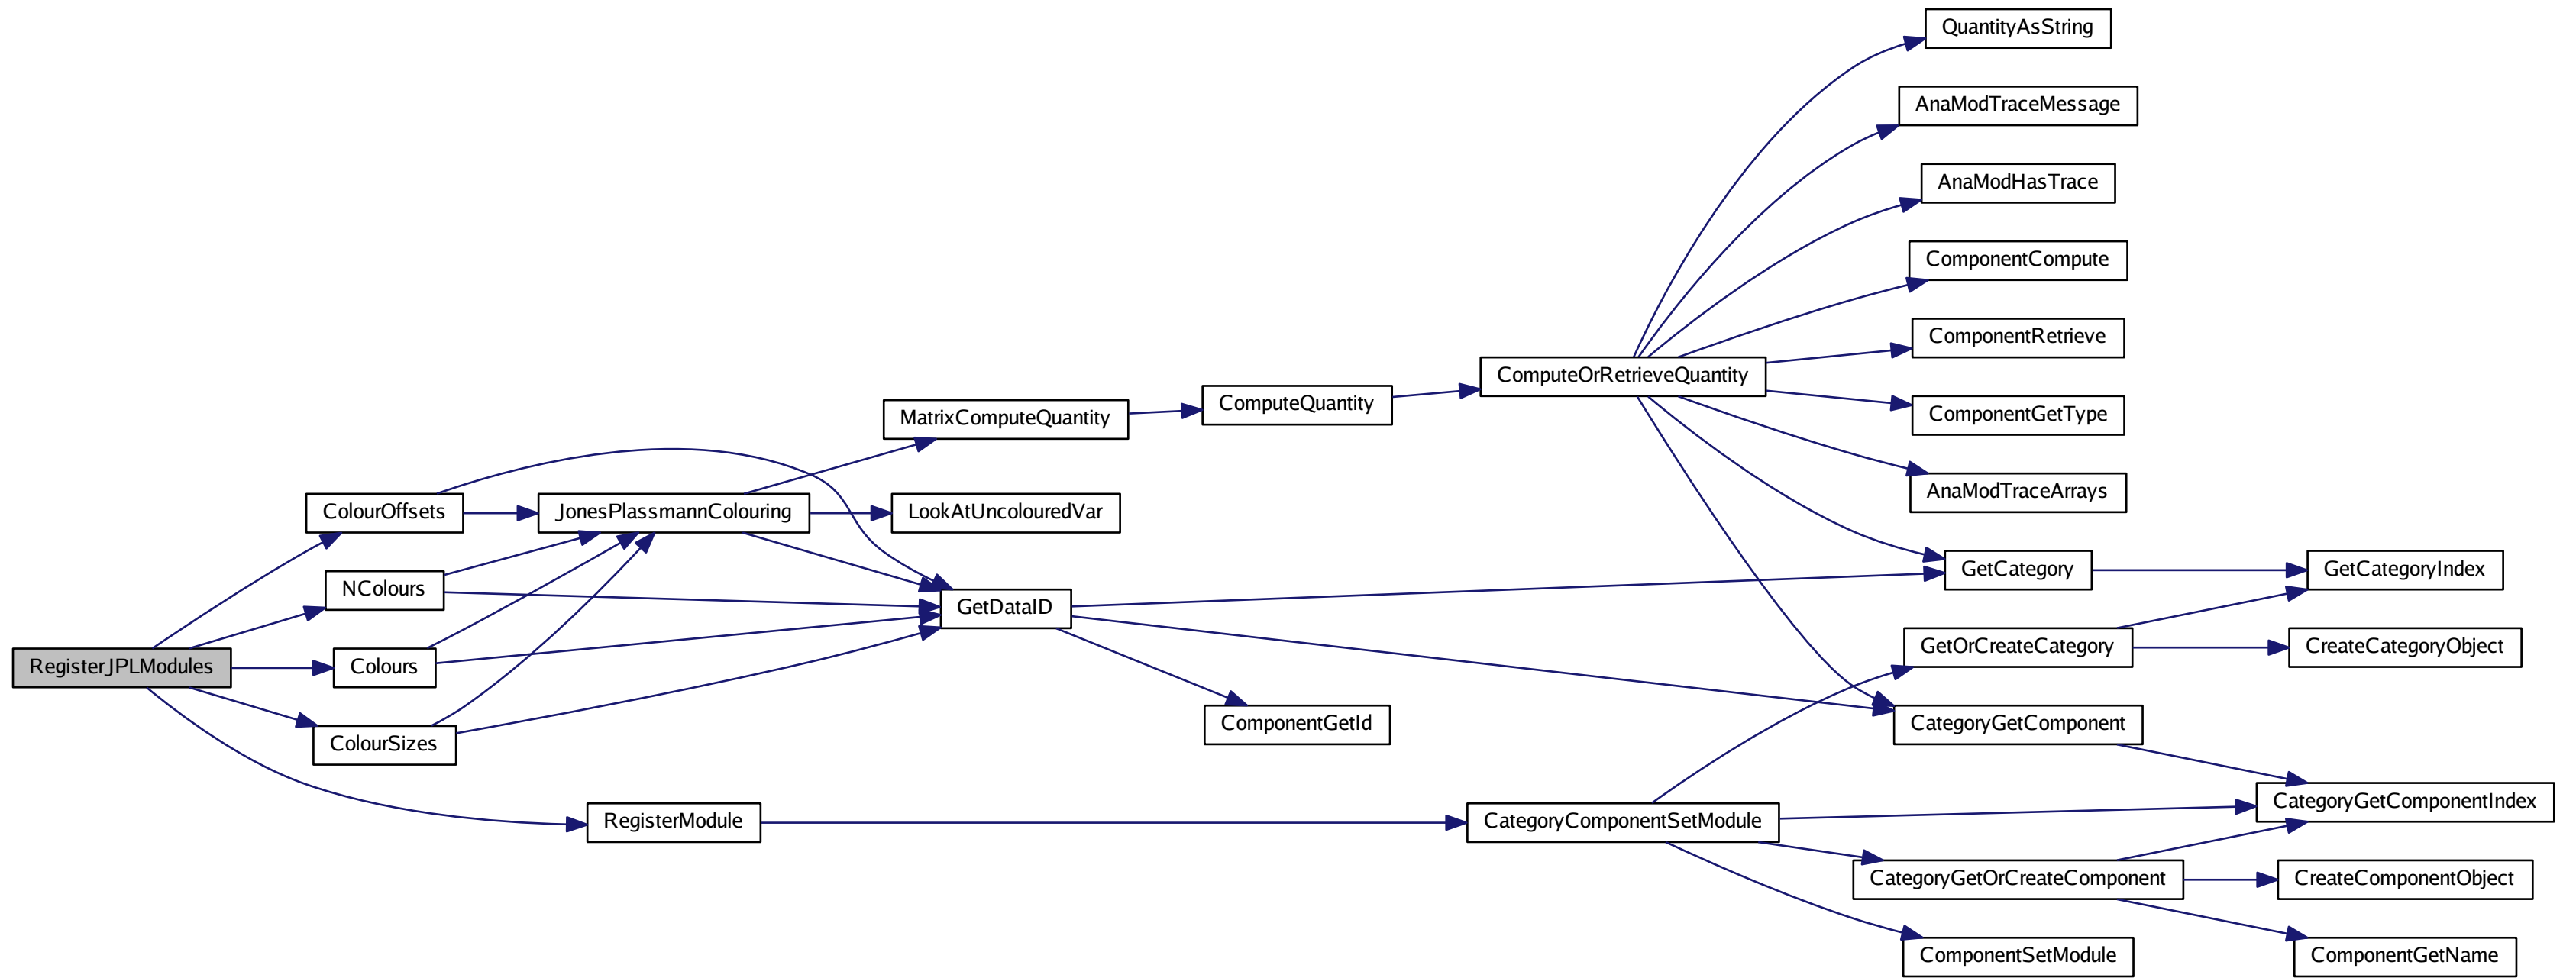 QuantityAsString
AnaModTraceMessage
AnaModHasTrace
ComponentCompute
ComponentRetrieve
ComputeOrRetrieveQuantity
ComputeQuantity
MatrixComputeQuantity
ComponentGetType
AnaModTraceArrays
ColourOffsets
JonesPlassmannColouring
LookAtUncolouredVar
GetCategory
GetCategoryIndex
NColours
GetDataID
GetOrCreateCategory
CreateCategoryObject
RegisterJPLModules
Colours
ComponentGetId
CategoryGetComponent
ColourSizes
CategoryGetComponentIndex
RegisterModule
CategoryComponentSetModule
CategoryGetOrCreateComponent
CreateComponentObject
ComponentSetModule
ComponentGetName